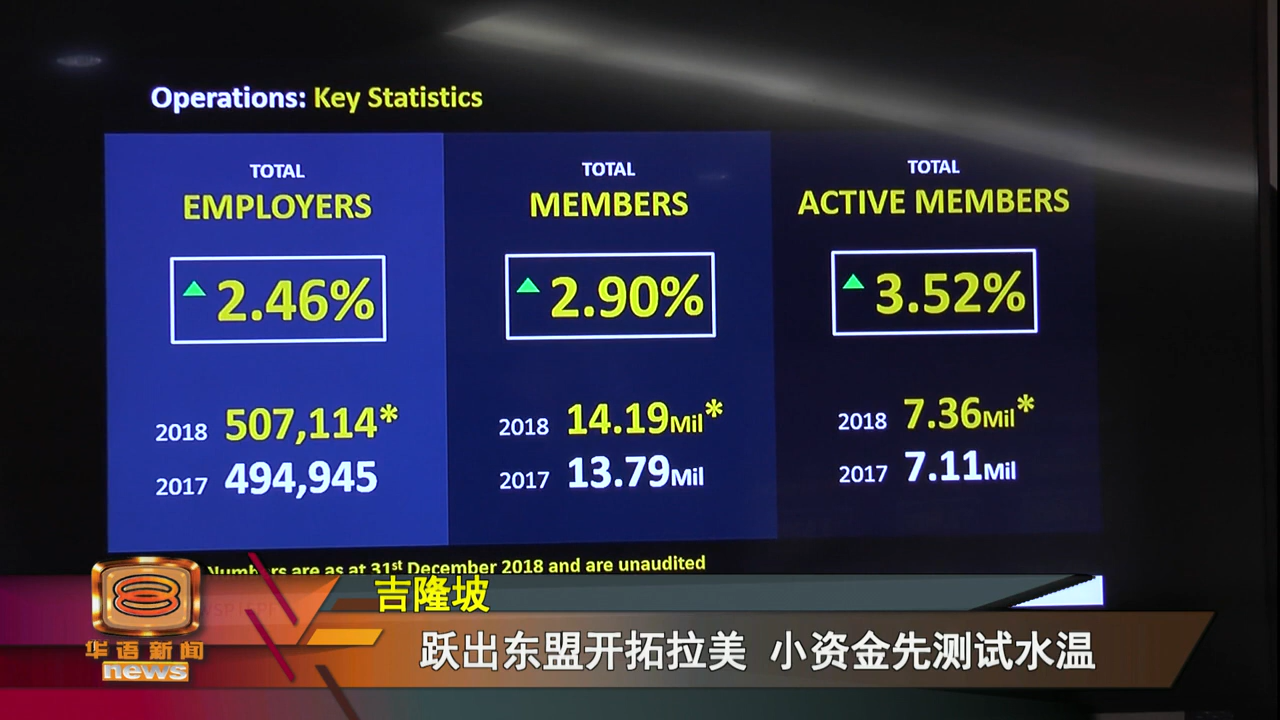 Operations: Key Statistics
TOTAL
EMPLOYERS
2.46%
2018 507,114*
2017 494,945
TOTAL
MEMBERS
2.90%
2018 14.19Mil*
2017 13.79Mil
TOTAL
ACTIVE MEMBERS
3.52%
2018 7.36Mil*
2017 7.11Mil
Numbers are as at 31st December 2018 and are unaudited
吉隆坡
跃出东盟开拓拉美 小资金先测试水温
8
华语新闻
news